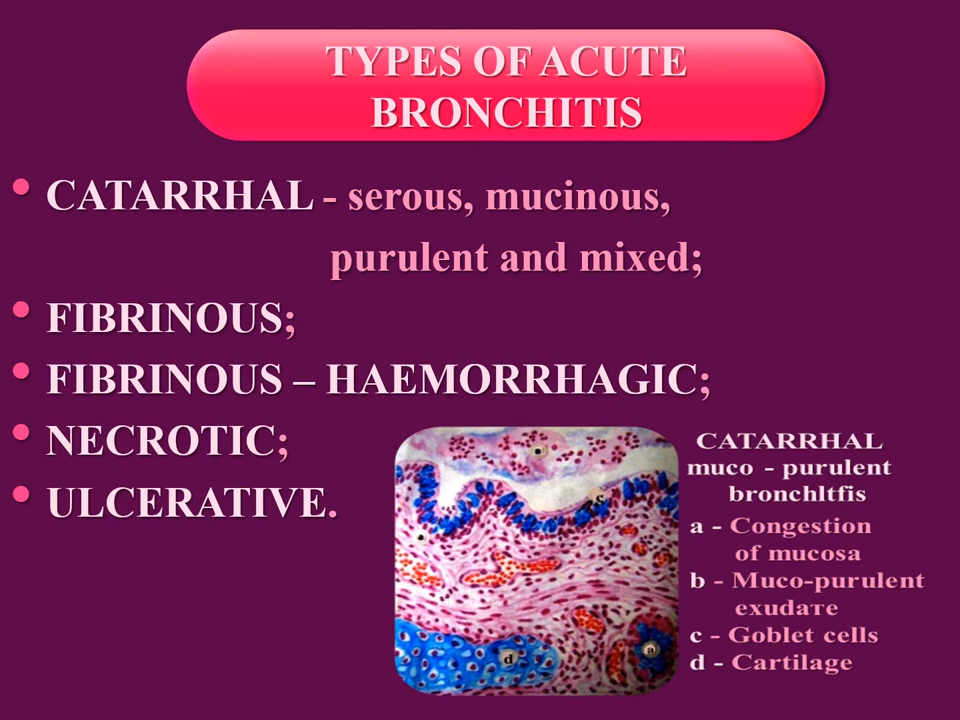 TYPES OF ACUTE
BRONCHITIS
• CATARRHAL - serous, mucinous,
purulent and mixed;
• FIBRINOUS;
• FIBRINOUS – HAEMORRHAGIC;
• NECROTIC;
• ULCERATIVE.
c
d
a
CATARRHAL
muco - purulent
bronchltfis
a - Congestion
of mucosa
b - Muco-purulent
exudaте
c - Goblet cells
d - Cartilage